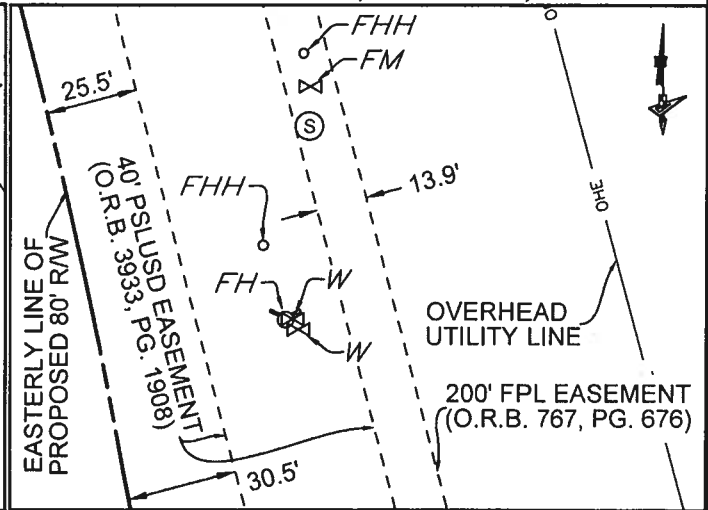 FHH
FM
S
25.5'
40' PSLUSD EASEMENT
(O.R.B. 3933, PG. 1908)
FHH
13.9'
OHE
FH
W
W
EASTERLY LINE OF
PROPOSED 80' R/W
OVERHEAD
UTILITY LINE
200' FPL EASEMENT
(O.R.B. 767, PG. 676)
30.5'